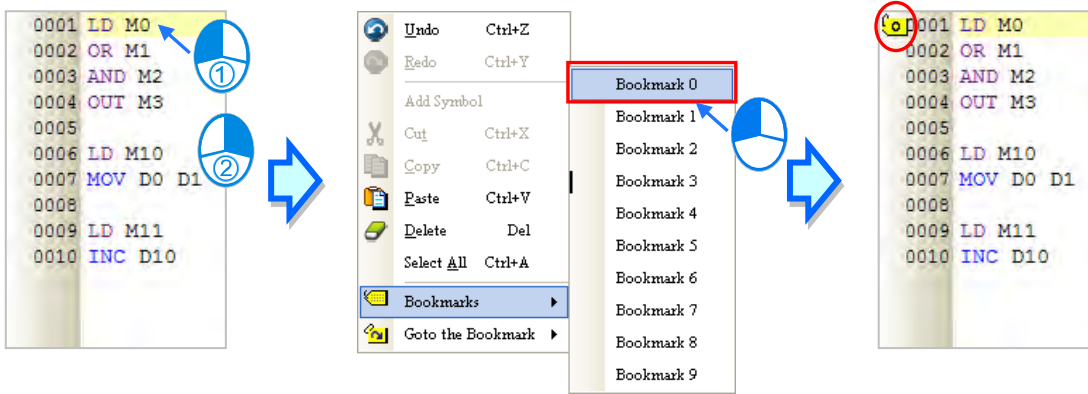 0001 LD M0
0002 OR M1
0003 AND M2
0004 OUT M3
0005
0006 LD M10
0007 MOV D0 D1
0008
0009 LD M11
0010 INC D10
①
②
Undo Ctrl+Z
Redo Ctrl+Y
Add Symbol
Cut Ctrl+X
Copy Ctrl+C
Paste Ctrl+V
Delete Del
Select All Ctrl+A
Bookmarks
Goto the Bookmark
Bookmark 0
Bookmark 1
Bookmark 2
Bookmark 3
Bookmark 4
Bookmark 5
Bookmark 6
Bookmark 7
Bookmark 8
Bookmark 9
0 0001 LD M0
0002 OR M1
0003 AND M2
0004 OUT M3
0005
0006 LD M10
0007 MOV D0 D1
0008
0009 LD M11
0010 INC D10